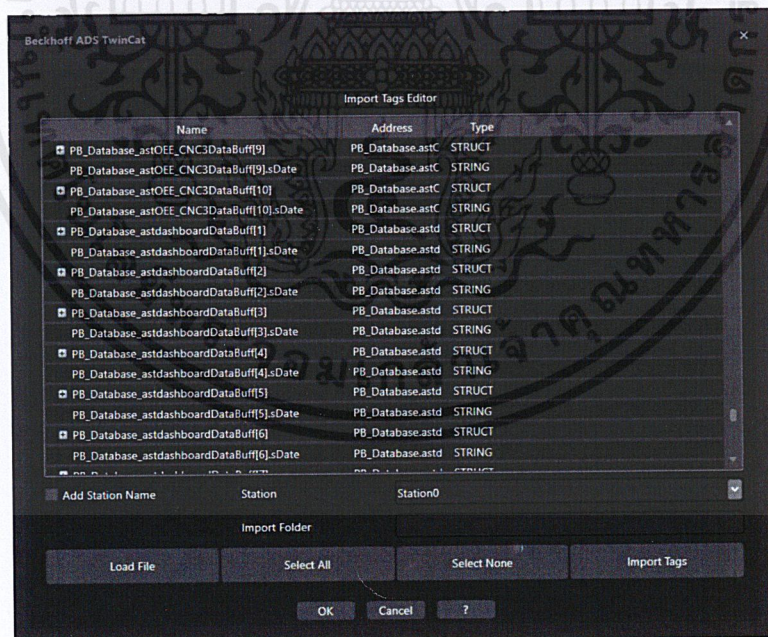 Beckhoff ADS TwinCat
Import Tags Editor
Name Address Type
PB_Database_astOEE_CNC3DataBuff[9] PB_Database.astC STRUCT
PB_Database_astOEE_CNC3DataBuff[9].sDate PB_Database.astC STRING
PB_Database_astOEE_CNC3DataBuff[10] PB_Database.astC STRUCT
PB_Database_astOEE_CNC3DataBuff[10].sDate PB_Database.astC STRING
PB_Database_astdashboardDataBuff[1] PB_Database.astd STRUCT
PB_Database_astdashboardDataBuff[1].sDate PB_Database.astd STRING
PB_Database_astdashboardDataBuff[2] PB_Database.astd STRUCT
PB_Database_astdashboardDataBuff[2].sDate PB_Database.astd STRING
PB_Database_astdashboardDataBuff[3] PB_Database.astd STRUCT
PB_Database_astdashboardDataBuff[3].sDate PB_Database.astd STRING
PB_Database_astdashboardDataBuff[4] PB_Database.astd STRUCT
PB_Database_astdashboardDataBuff[4].sDate PB_Database.astd STRING
PB_Database_astdashboardDataBuff[5] PB_Database.astd STRUCT
PB_Database_astdashboardDataBuff[5].sDate PB_Database.astd STRING
PB_Database_astdashboardDataBuff[6] PB_Database.astd STRUCT
PB_Database_astdashboardDataBuff[6].sDate PB_Database.astd STRING
Add Station Name Station Station0
Import Folder
Load File Select All Select None Import Tags
OK Cancel ?